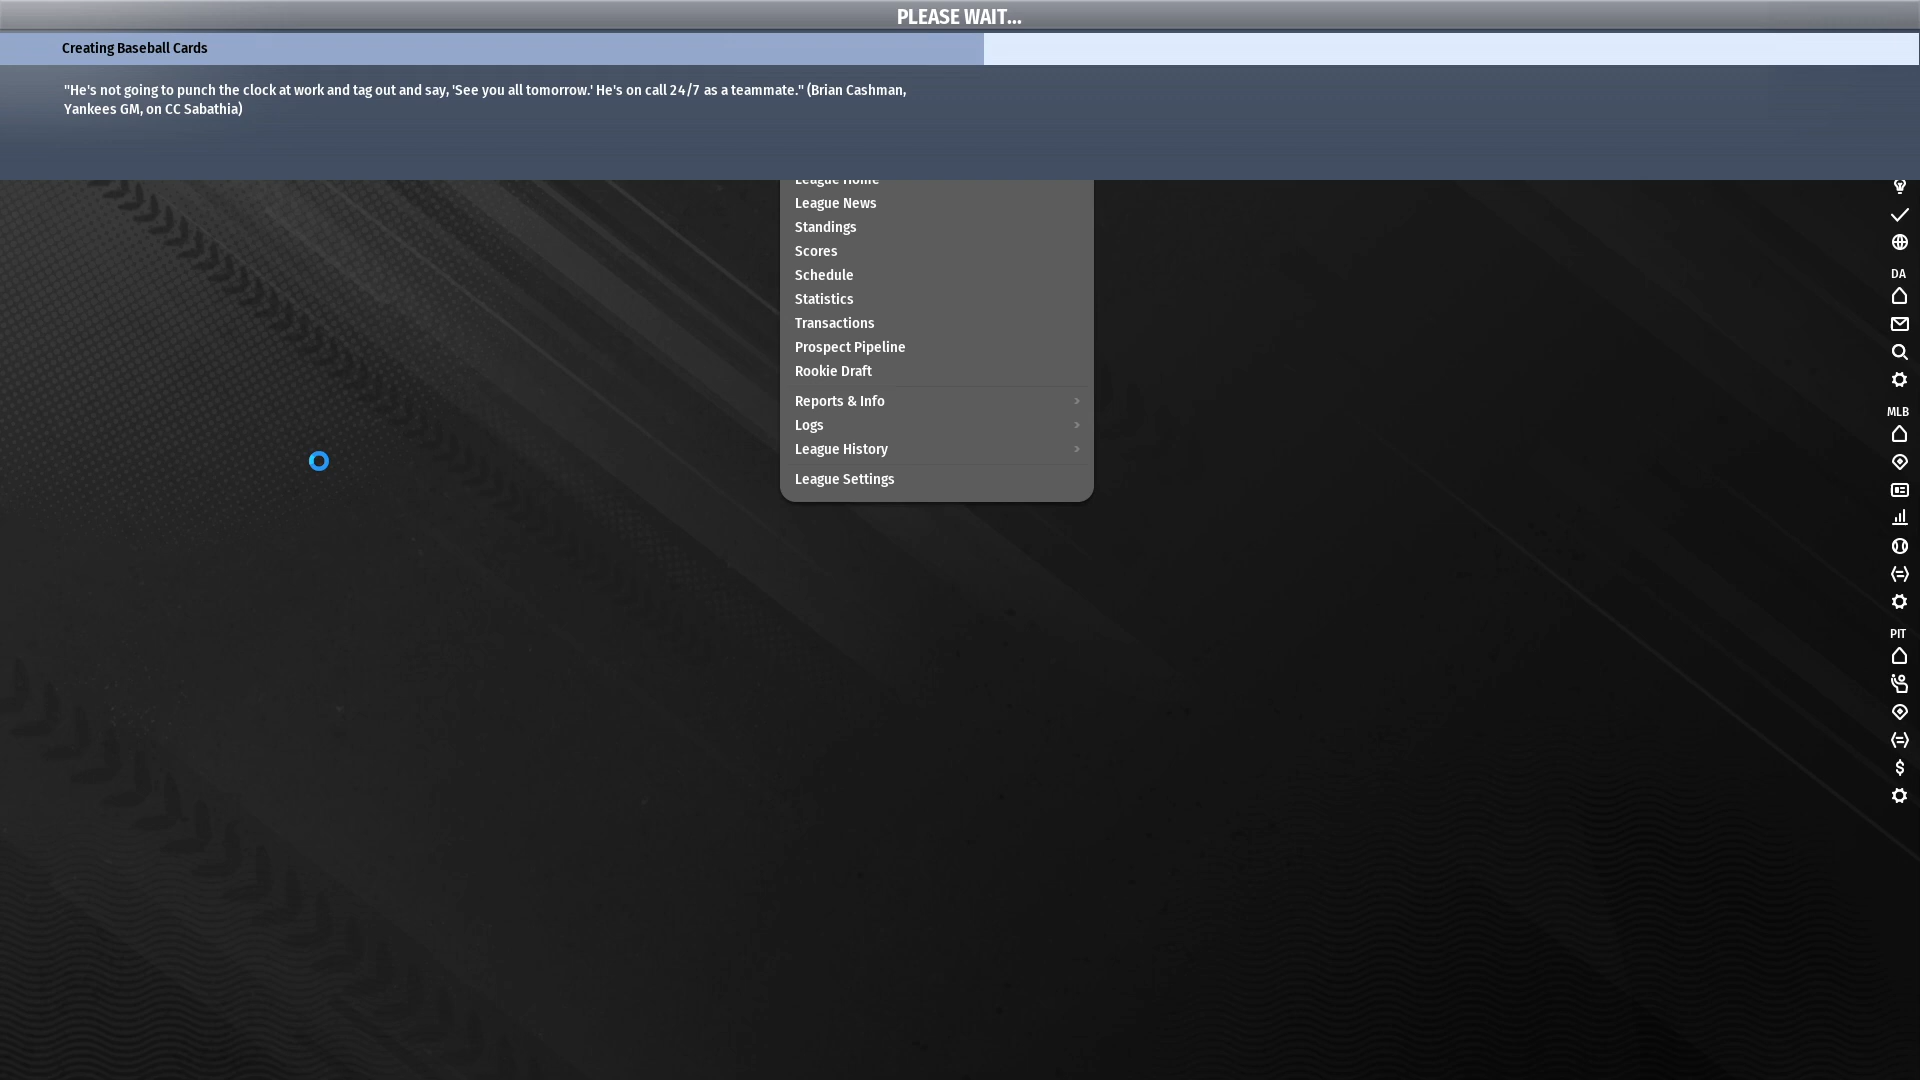 PLEASE WAIT...
Creating Baseball Cards
"He's not going to punch the clock at work and tag out and say, 'See you all tomorrow.' He's on call 24/7 as a teammate." (Brian Cashman,
Yankees GM, on CC Sabathia)
League Home
League News
Standings
Scores
Schedule
Statistics
Transactions
Prospect Pipeline
Rookie Draft
Reports & Info
Logs
League History
League Settings
DA
MLB
PIT